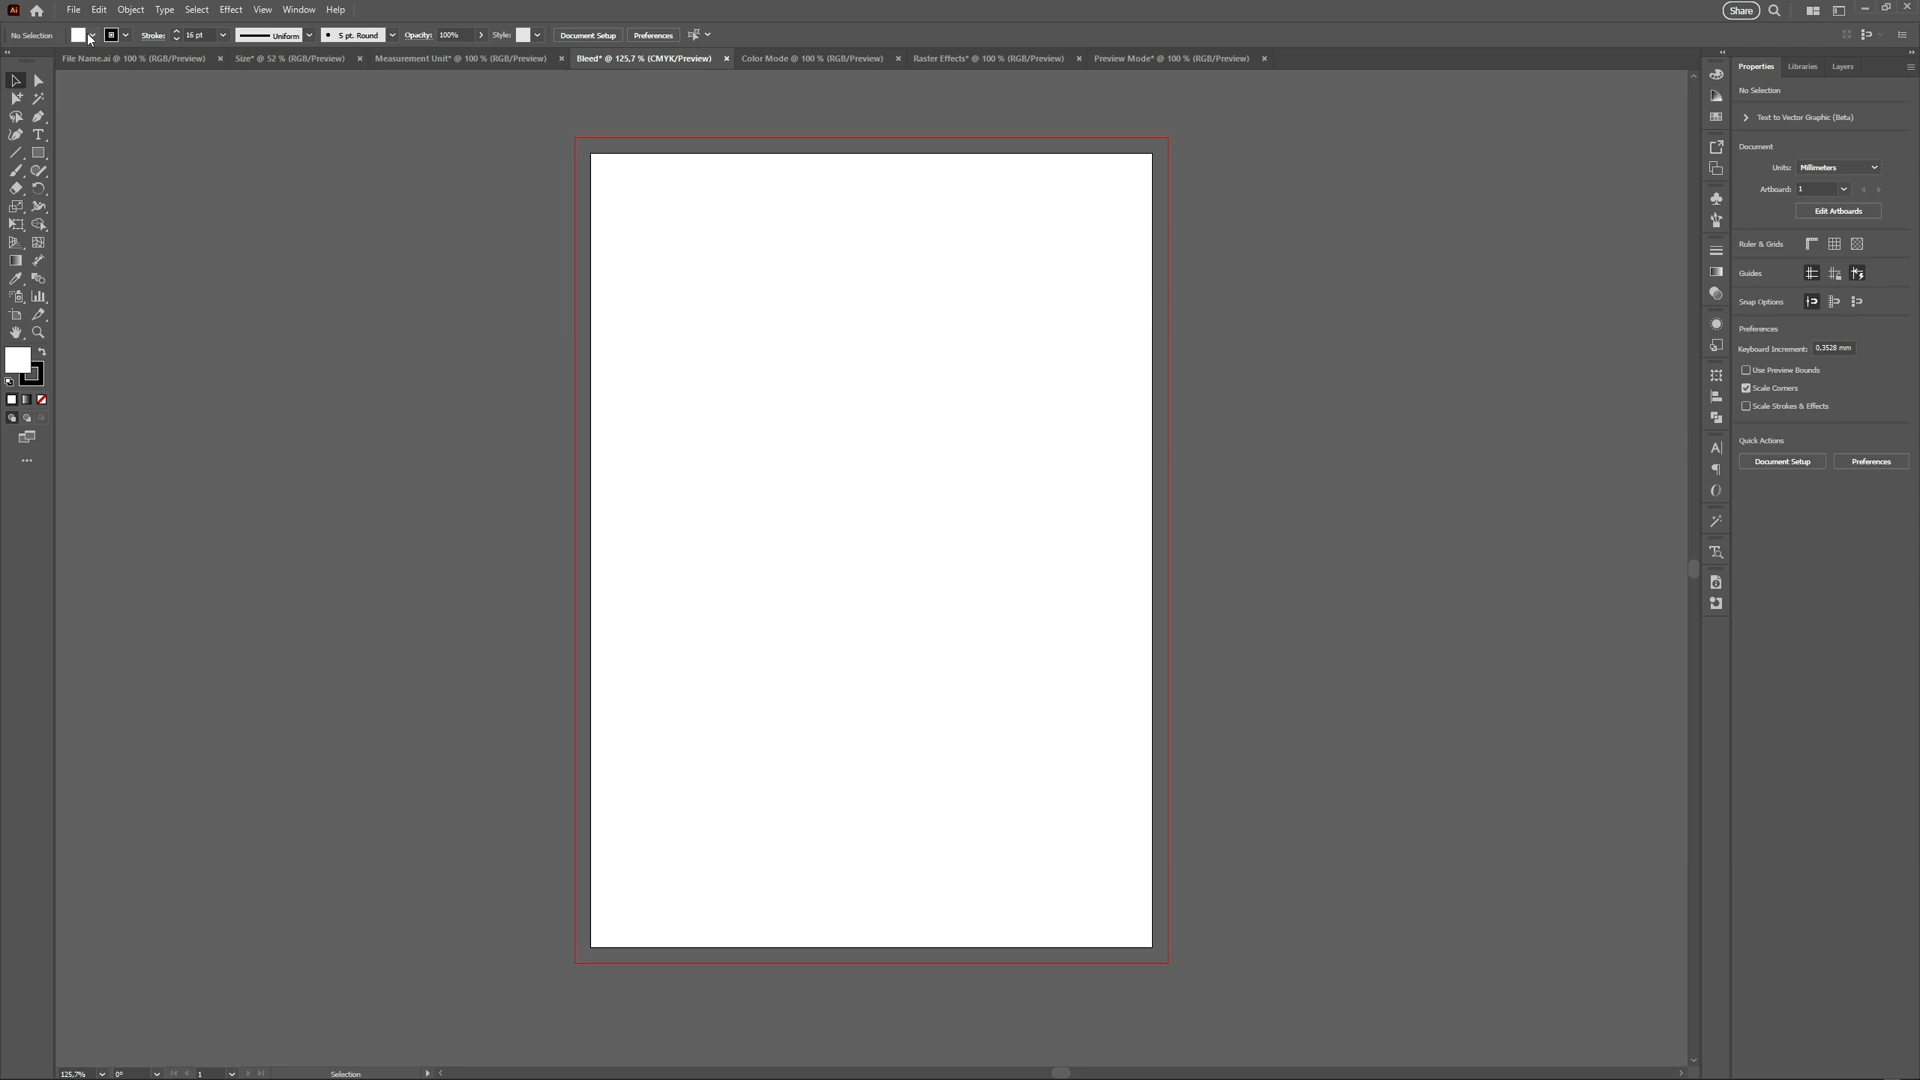 Ai File Edit Object Type Select Effect View Window Help Share
No Selection Stroke: 16 pt Uniform 5 pt. Round Opacity: 100% Style: Document Setup Preferences
File Name.ai @ 100 % (RGB/Preview) × Size* @ 52 % (RGB/Preview) × Measurement Unit* @ 100 % (RGB/Preview) × Bleed* @ 125,7 % (CMYK/Preview) × Color Mode @ 100 % (RGB/Preview) × Raster Effects* @ 100 % (RGB/Preview) × Preview Mode* @ 100 % (RGB/Preview) ×
Properties Libraries Layers
No Selection
Text to Vector Graphic (Beta)
Document
Units: Millimeters
Artboard: 1
Edit Artboards
Ruler & Grids
Guides
Snap Options
Preferences
Keyboard Increment: 0,3528 mm
Use Preview Bounds
Scale Corners
Scale Strokes & Effects
Quick Actions
Document Setup Preferences
125,7% 0° 1 Selection